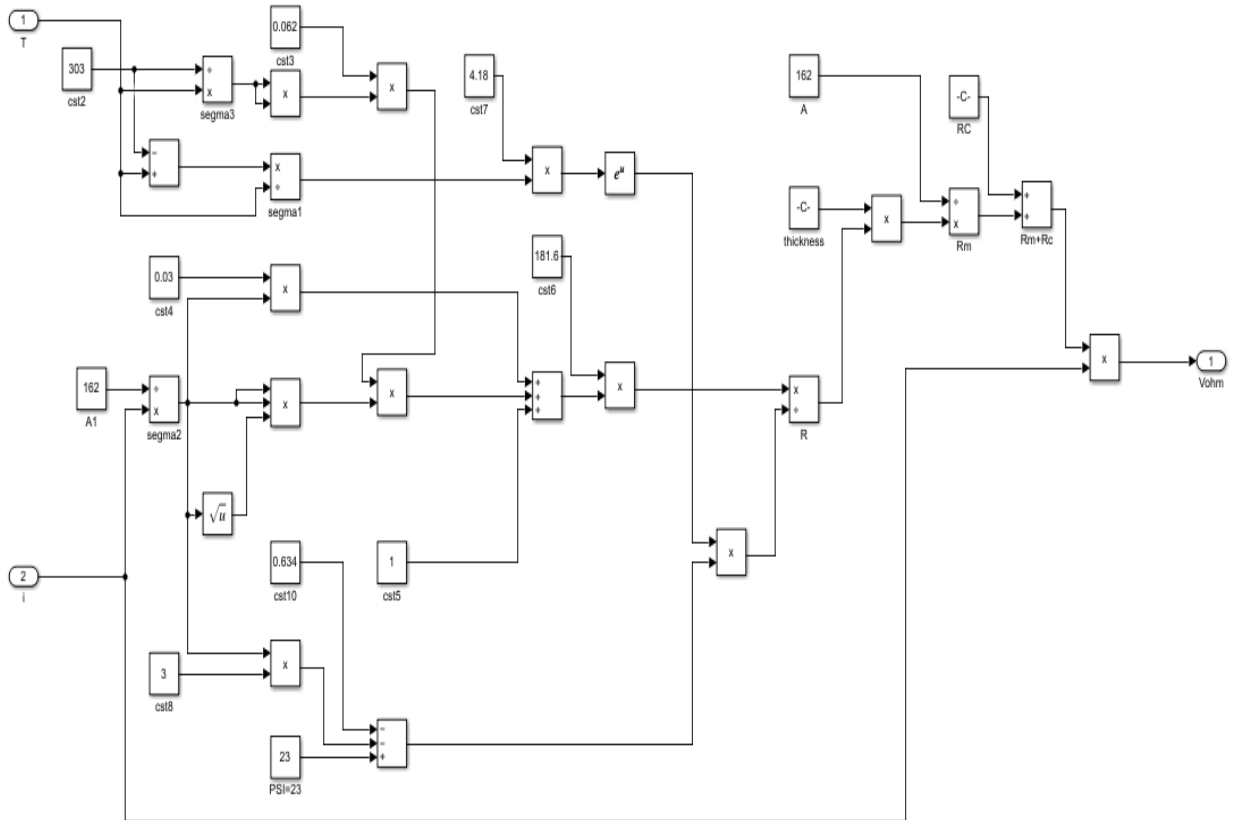 1
T
303
cst2
÷
x
segma3
0.062
cst3
x
x
4.18
cst7
−
+
x
÷
segma1
x
e^u
162
A
-C-
RC
-C-
thickness
x
÷
x
Rm
+
+
Rm+Rc
0.03
cst4
x
181.6
cst6
162
A1
÷
x
segma2
x
x
+
+
+
x
x
÷
R
x
1
Vohm
√u
2
i
0.634
cst10
1
cst5
x
3
cst8
x
−
−
+
23
PSI=23